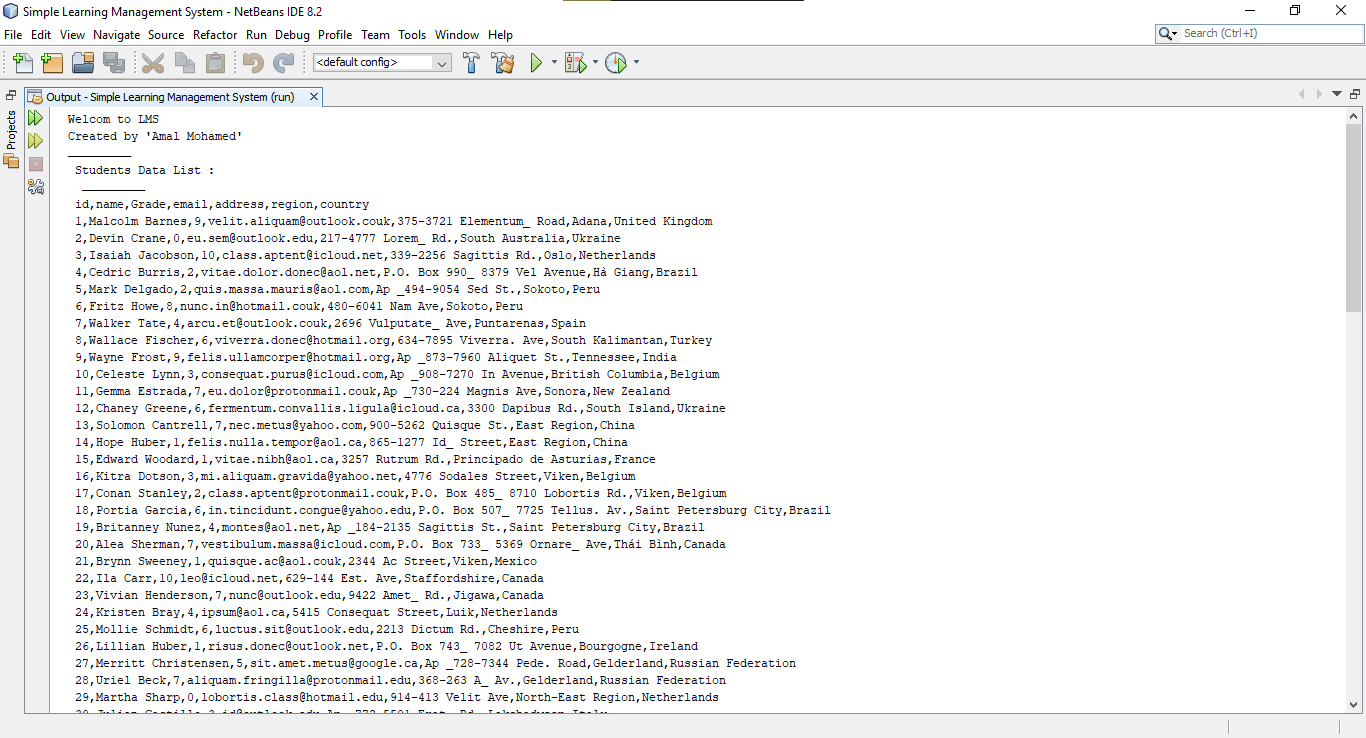 Simple Learning Management System - NetBeans IDE 8.2
File Edit View Navigate Source Refactor Run Debug Profile Team Tools Window Help
Search (Ctrl+I)
<default config>
Projects
Output - Simple Learning Management System (run)
Welcom to LMS
Created by 'Amal Mohamed'
_________
Students Data List :
_________
id,name,Grade,email,address,region,country
1,Malcolm Barnes,9,velit.aliquam@outlook.couk,375-3721 Elementum_ Road,Adana,United Kingdom
2,Devin Crane,0,eu.sem@outlook.edu,217-4777 Lorem_ Rd.,South Australia,Ukraine
3,Isaiah Jacobson,10,class.aptent@icloud.net,339-2256 Sagittis Rd.,Oslo,Netherlands
4,Cedric Burris,2,vitae.dolor.donec@aol.net,P.O. Box 990_ 8379 Vel Avenue,Hà Giang,Brazil
5,Mark Delgado,2,quis.massa.mauris@aol.com,Ap _494-9054 Sed St.,Sokoto,Peru
6,Fritz Howe,8,nunc.in@hotmail.couk,480-6041 Nam Ave,Sokoto,Peru
7,Walker Tate,4,arcu.et@outlook.couk,2696 Vulputate_ Ave,Puntarenas,Spain
8,Wallace Fischer,6,viverra.donec@hotmail.org,634-7895 Viverra. Ave,South Kalimantan,Turkey
9,Wayne Frost,9,felis.ullamcorper@hotmail.org,Ap _873-7960 Aliquet St.,Tennessee,India
10,Celeste Lynn,3,consequat.purus@icloud.com,Ap _908-7270 In Avenue,British Columbia,Belgium
11,Gemma Estrada,7,eu.dolor@protonmail.couk,Ap _730-224 Magnis Ave,Sonora,New Zealand
12,Chaney Greene,6,fermentum.convallis.ligula@icloud.ca,3300 Dapibus Rd.,South Island,Ukraine
13,Solomon Cantrell,7,nec.metus@yahoo.com,900-5262 Quisque St.,East Region,China
14,Hope Huber,1,felis.nulla.tempor@aol.ca,865-1277 Id_ Street,East Region,China
15,Edward Woodard,1,vitae.nibh@aol.ca,3257 Rutrum Rd.,Principado de Asturias,France
16,Kitra Dotson,3,mi.aliquam.gravida@yahoo.net,4776 Sodales Street,Viken,Belgium
17,Conan Stanley,2,class.aptent@protonmail.couk,P.O. Box 485_ 8710 Lobortis Rd.,Viken,Belgium
18,Portia Garcia,6,in.tincidunt.congue@yahoo.edu,P.O. Box 507_ 7725 Tellus. Av.,Saint Petersburg City,Brazil
19,Britanney Nunez,4,montes@aol.net,Ap _184-2135 Sagittis St.,Saint Petersburg City,Brazil
20,Alea Sherman,7,vestibulum.massa@icloud.com,P.O. Box 733_ 5369 Ornare_ Ave,Thái Bình,Canada
21,Brynn Sweeney,1,quisque.ac@aol.couk,2344 Ac Street,Viken,Mexico
22,Ila Carr,10,leo@icloud.net,629-144 Est. Ave,Staffordshire,Canada
23,Vivian Henderson,7,nunc@outlook.edu,9422 Amet_ Rd.,Jigawa,Canada
24,Kristen Bray,4,ipsum@aol.ca,5415 Consequat Street,Luik,Netherlands
25,Mollie Schmidt,6,luctus.sit@outlook.edu,2213 Dictum Rd.,Cheshire,Peru
26,Lillian Huber,1,risus.donec@outlook.net,P.O. Box 743_ 7082 Ut Avenue,Bourgogne,Ireland
27,Merritt Christensen,5,sit.amet.metus@google.ca,Ap _728-7344 Pede. Road,Gelderland,Russian Federation
28,Uriel Beck,7,aliquam.fringilla@protonmail.edu,368-263 A_ Av.,Gelderland,Russian Federation
29,Martha Sharp,0,lobortis.class@hotmail.edu,914-413 Velit Ave,North-East Region,Netherlands